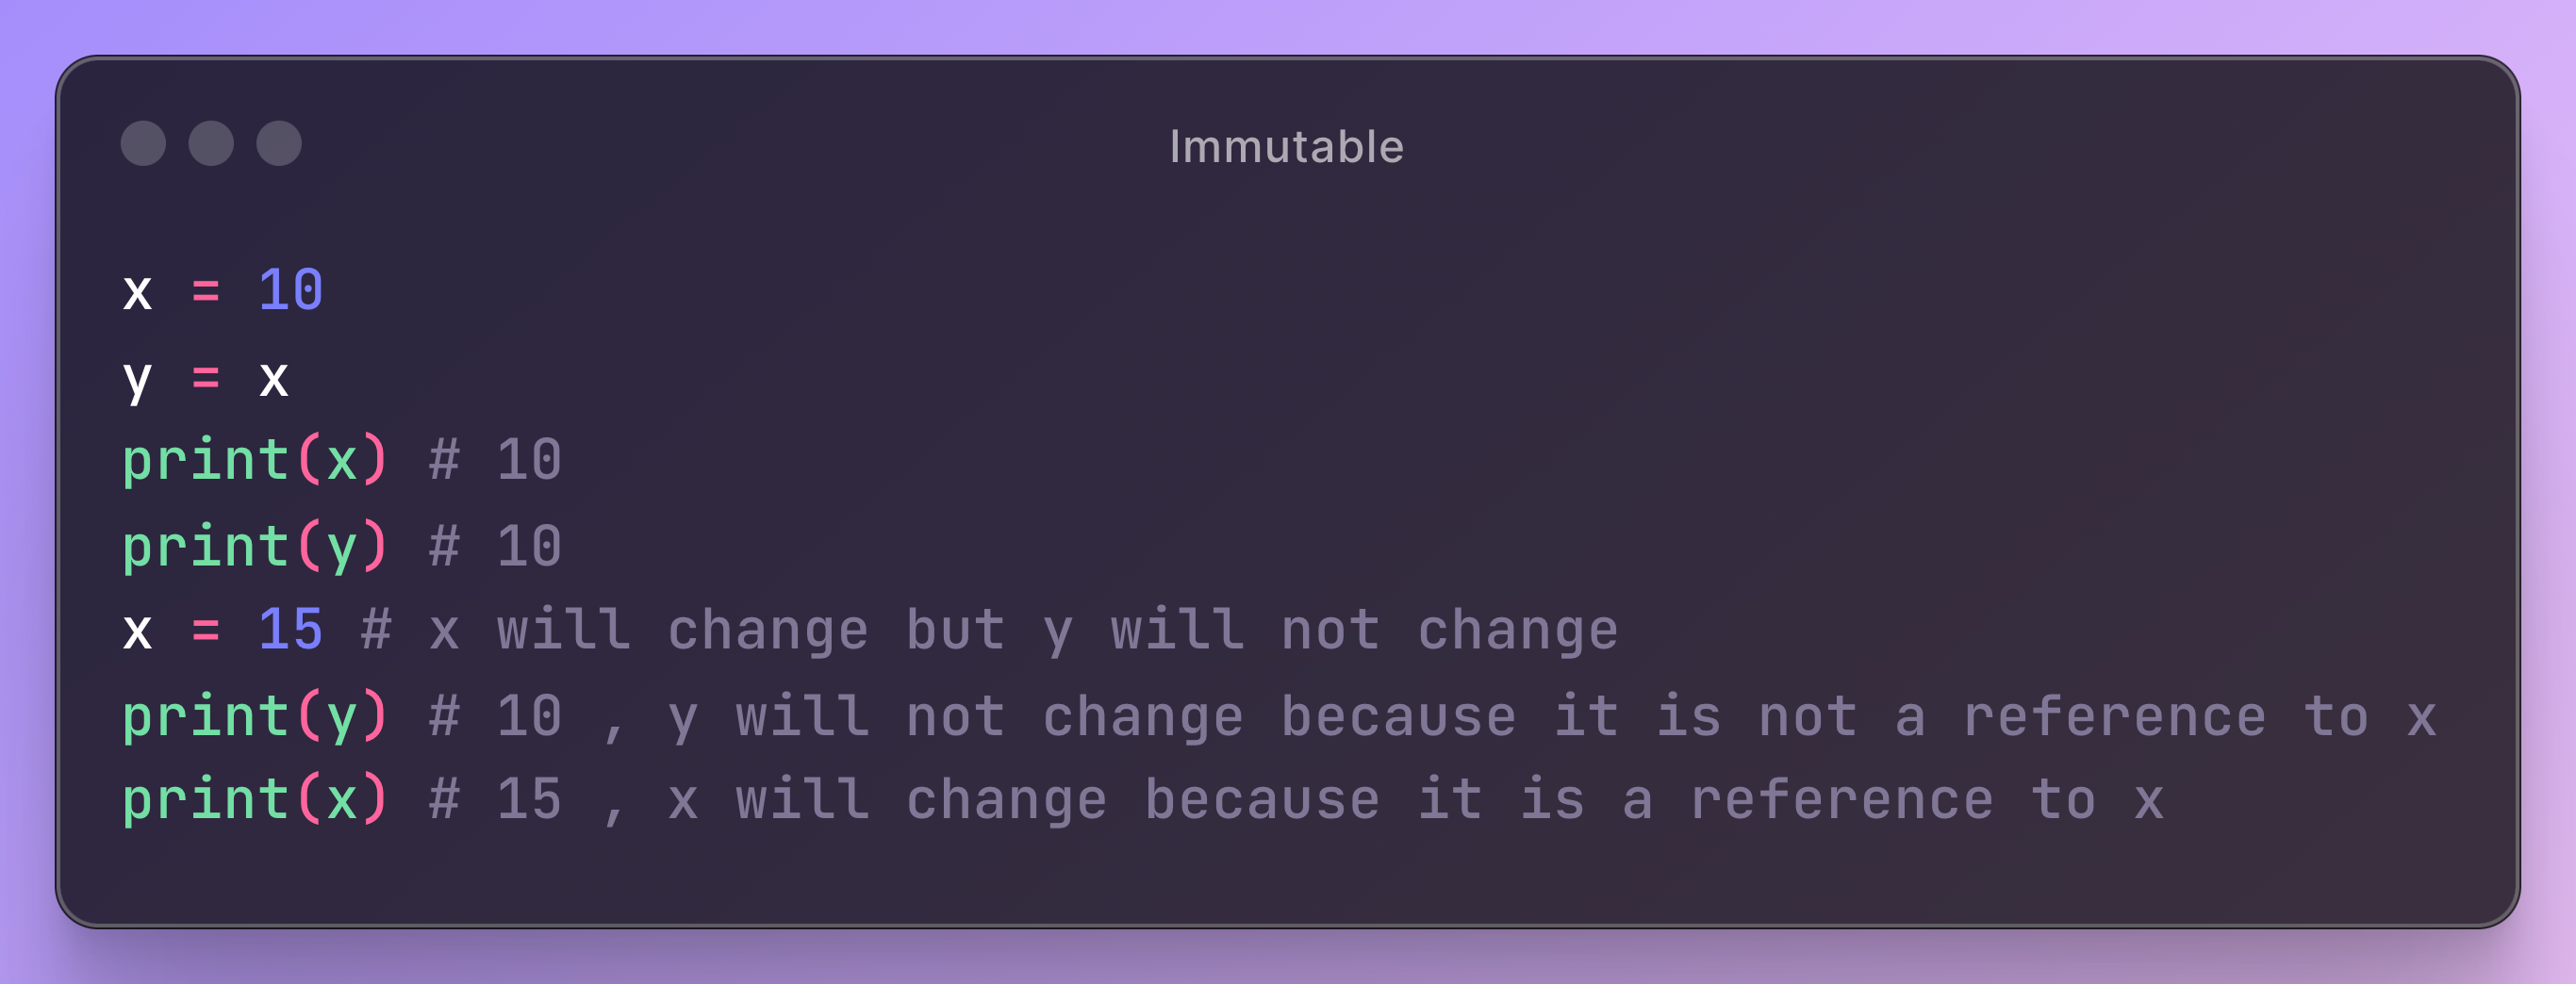 Immutable
x = 10
y = x
print(x) # 10
print(y) # 10
x = 15 # x will change but y will not change
print(y) # 10 , y will not change because it is not a reference to x
print(x) # 15 , x will change because it is a reference to x